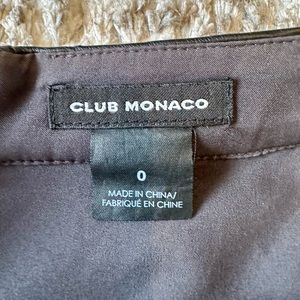 CLUB MONACO
0
MADE IN CHINA/
FABRIQUÉ EN CHINE